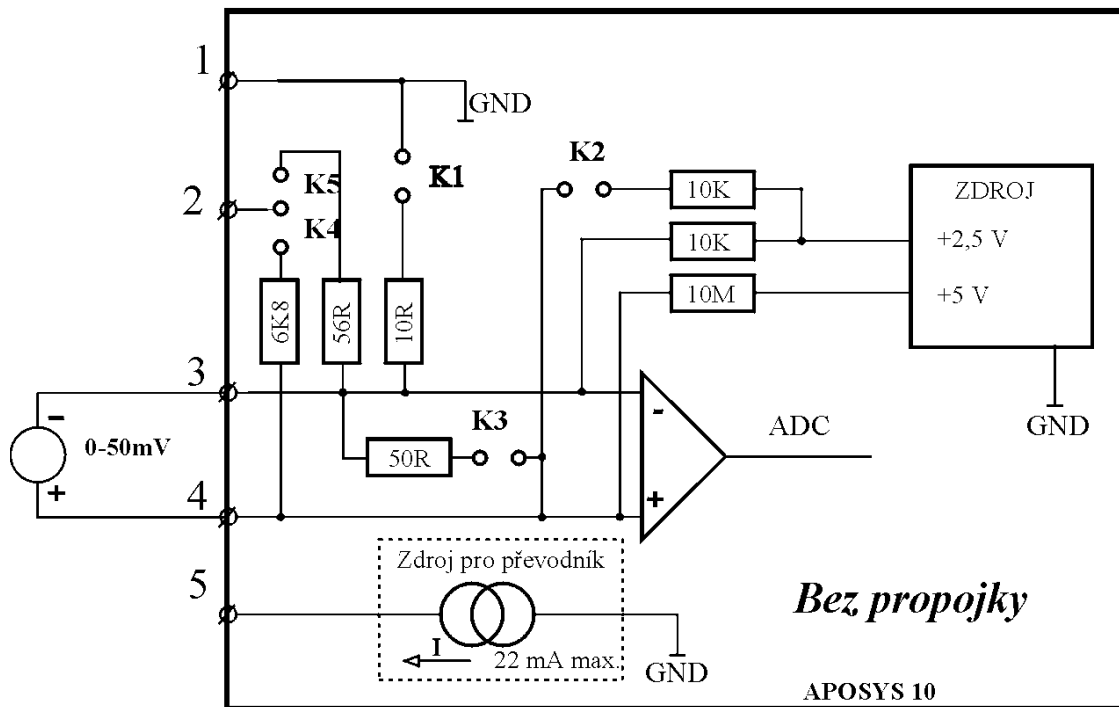 1
GND
K5
K1
K2
10K
ZDROJ
2
K4
10K
+2,5 V
10M
+5 V
6K8
56R
10R
3
-
-
K3
ADC
GND
0-50mV
50R
+
+
4
Zdroj pro převodník
5
Bez propojky
I
22 mA max.
GND
APOSYS 10